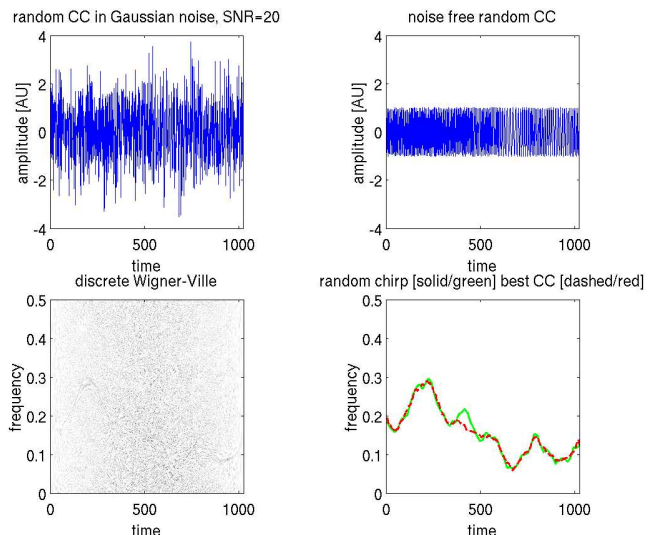 random CC in Gaussian noise, SNR=20
4
2
0
-2
-4
amplitude [AU]
0
500
1000
time
noise free random CC
4
2
0
-2
-4
amplitude [AU]
0
500
1000
time
discrete Wigner-Ville
0.5
0.4
0.3
0.2
0.1
0
frequency
0
500
1000
time
random chirp [solid/green] best CC [dashed/red]
0.5
0.4
0.3
0.2
0.1
0
frequency
0
500
1000
time